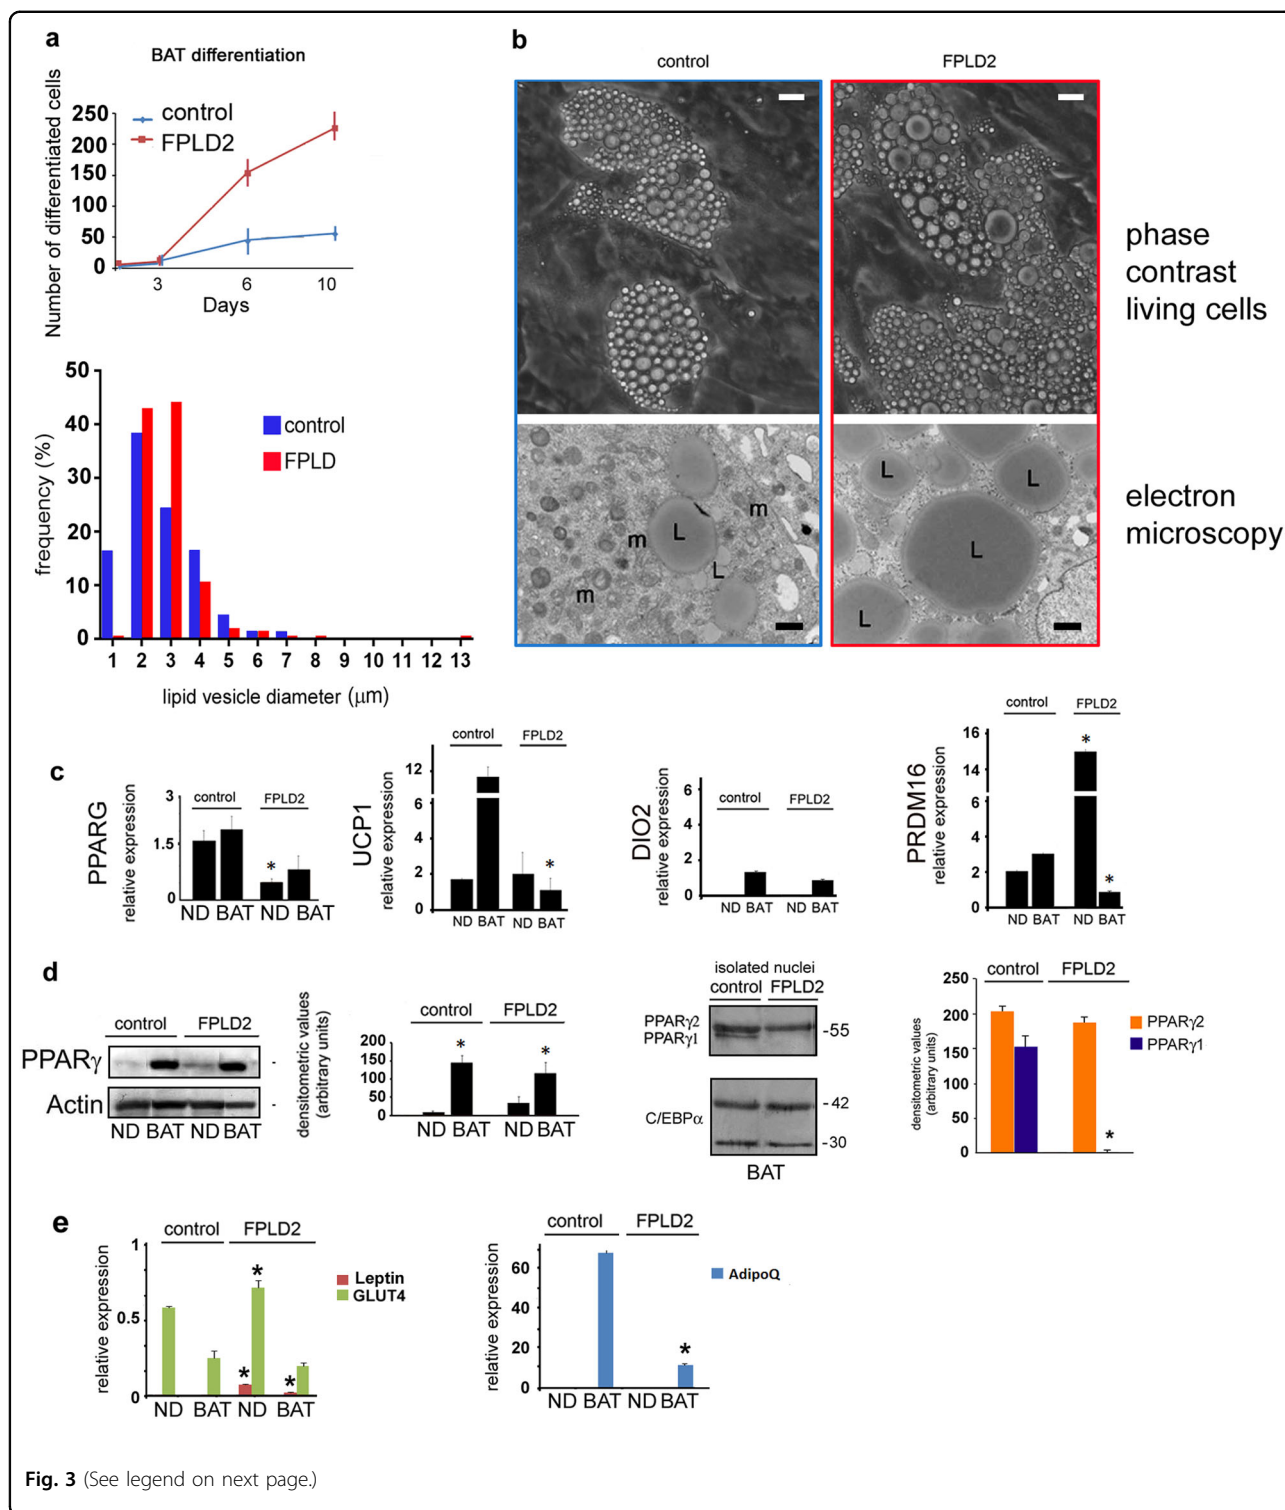 a
BAT differentiation
Number of differentiated cells
250
200
150
100
50
0
control
FPLD2
3
6
10
Days
frequency (%)
50
40
30
20
10
0
control
FPLD
1 2 3 4 5 6 7 8 9 10 11 12 13
lipid vesicle diameter (μm)
b
control
FPLD2
phase
contrast
living cells
m
m
m
L
L
L
L
L
L
electron
microscopy
c
PPARG
relative expression
3
1.5
0
control
FPLD2
*
ND BAT ND BAT
UCP1
relative expression
12
6
4
2
0
control
FPLD2
*
ND BAT ND BAT
DIO2
relative expression
6
4
2
0
control
FPLD2
ND BAT ND BAT
PRDM16
relative expression
16
14
6
4
2
0
control
FPLD2
*
*
ND BAT ND BAT
d
control
FPLD2
PPARγ
-
Actin
-
ND BAT ND BAT
densitometric values
(arbitrary units)
200
150
100
50
0
control
FPLD2
*
*
ND BAT ND BAT
isolated nuclei
control FPLD2
PPARγ2
PPARγ1
-55
C/EBPα
-42
-30
BAT
densitometric values
(arbitrary units)
250
200
150
100
50
0
control
FPLD2
*
PPARγ2
PPARγ1
e
relative expression
1
0.5
0
control
FPLD2
*
*
*
Leptin
GLUT4
ND BAT ND BAT
relative expression
60
40
20
0
control
FPLD2
*
AdipoQ
ND BAT ND BAT
Fig. 3 (See legend on next page.)